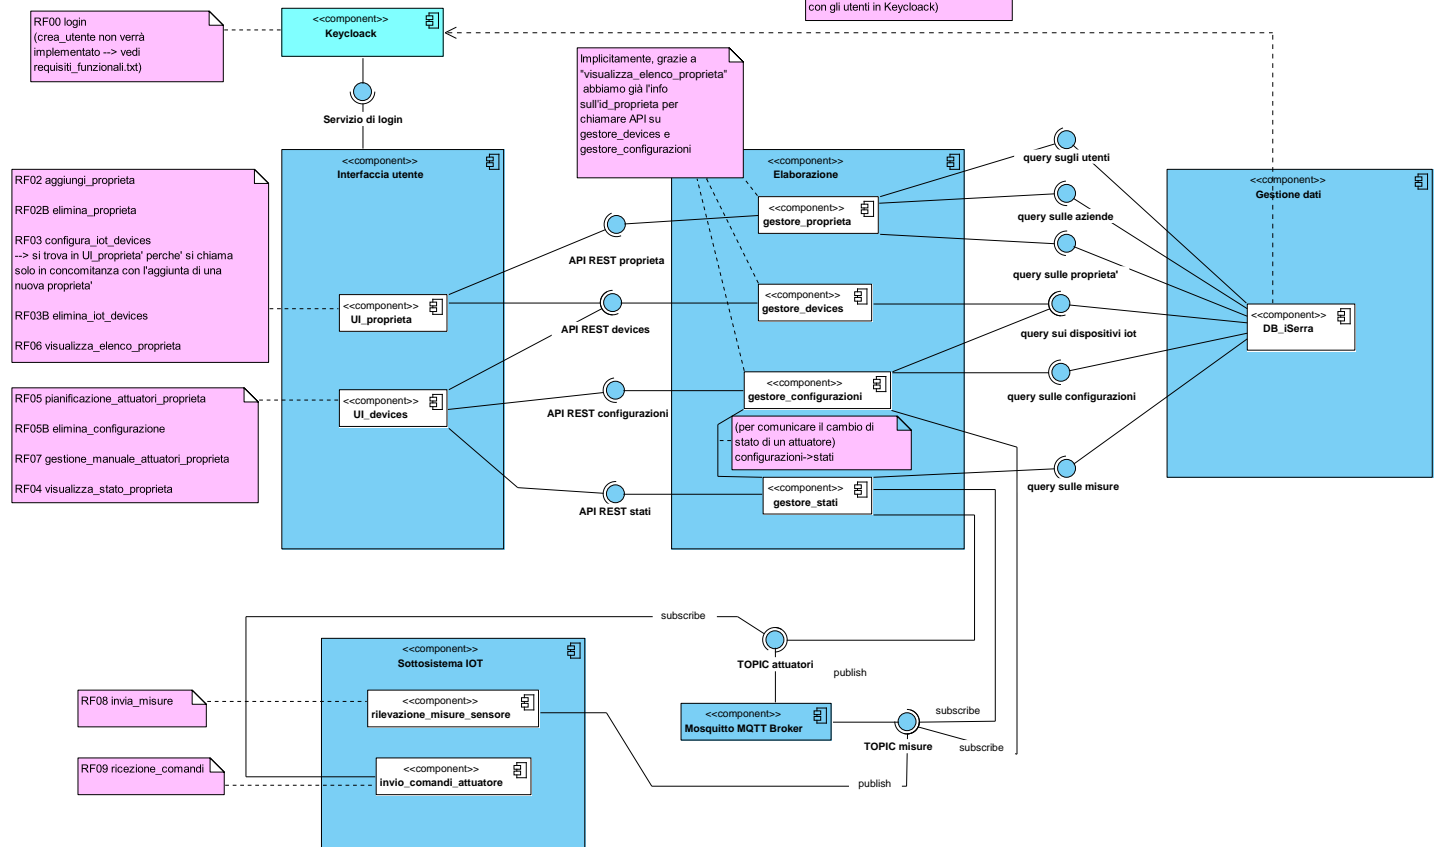 con gli utenti in Keycloack)
RF00 login
(crea_utente non verrà
implementato --> vedi
requisiti_funzionali.txt)
<<component>>
Keycloack
Servizio di login
Implicitamente, grazie a
"visualizza_elenco_proprieta"
abbiamo già l'info
sull'id_proprieta per
chiamare API su
gestore_devices e
gestore_configurazioni
<<component>>
Interfaccia utente
<<component>>
Elaborazione
<<component>>
Gestione dati
RF02 aggiungi_proprieta
RF02B elimina_proprieta
RF03 configura_iot_devices
--> si trova in UI_proprieta' perche' si chiama
solo in concomitanza con l'aggiunta di una
nuova proprieta'
RF03B elimina_iot_devices
RF06 visualizza_elenco_proprieta
<<component>>
UI_proprieta
RF05 pianificazione_attuatori_proprieta
RF05B elimina_configurazione
RF07 gestione_manuale_attuatori_proprieta
RF04 visualizza_stato_proprieta
<<component>>
UI_devices
API REST proprieta
API REST devices
API REST configurazioni
API REST stati
<<component>>
gestore_proprieta
<<component>>
gestore_devices
<<component>>
gestore_configurazioni
(per comunicare il cambio di
stato di un attuatore)
configurazioni->stati
<<component>>
gestore_stati
query sugli utenti
query sulle aziende
query sulle proprieta'
query sui dispositivi iot
query sulle configurazioni
query sulle misure
<<component>>
DB_iSerra
subscribe
<<component>>
Sottosistema IOT
TOPIC attuatori
publish
RF08 invia_misure
<<component>>
rilevazione_misure_sensore
<<component>>
Mosquitto MQTT Broker
subscribe
TOPIC misure
subscribe
RF09 ricezione_comandi
<<component>>
invio_comandi_attuatore
publish